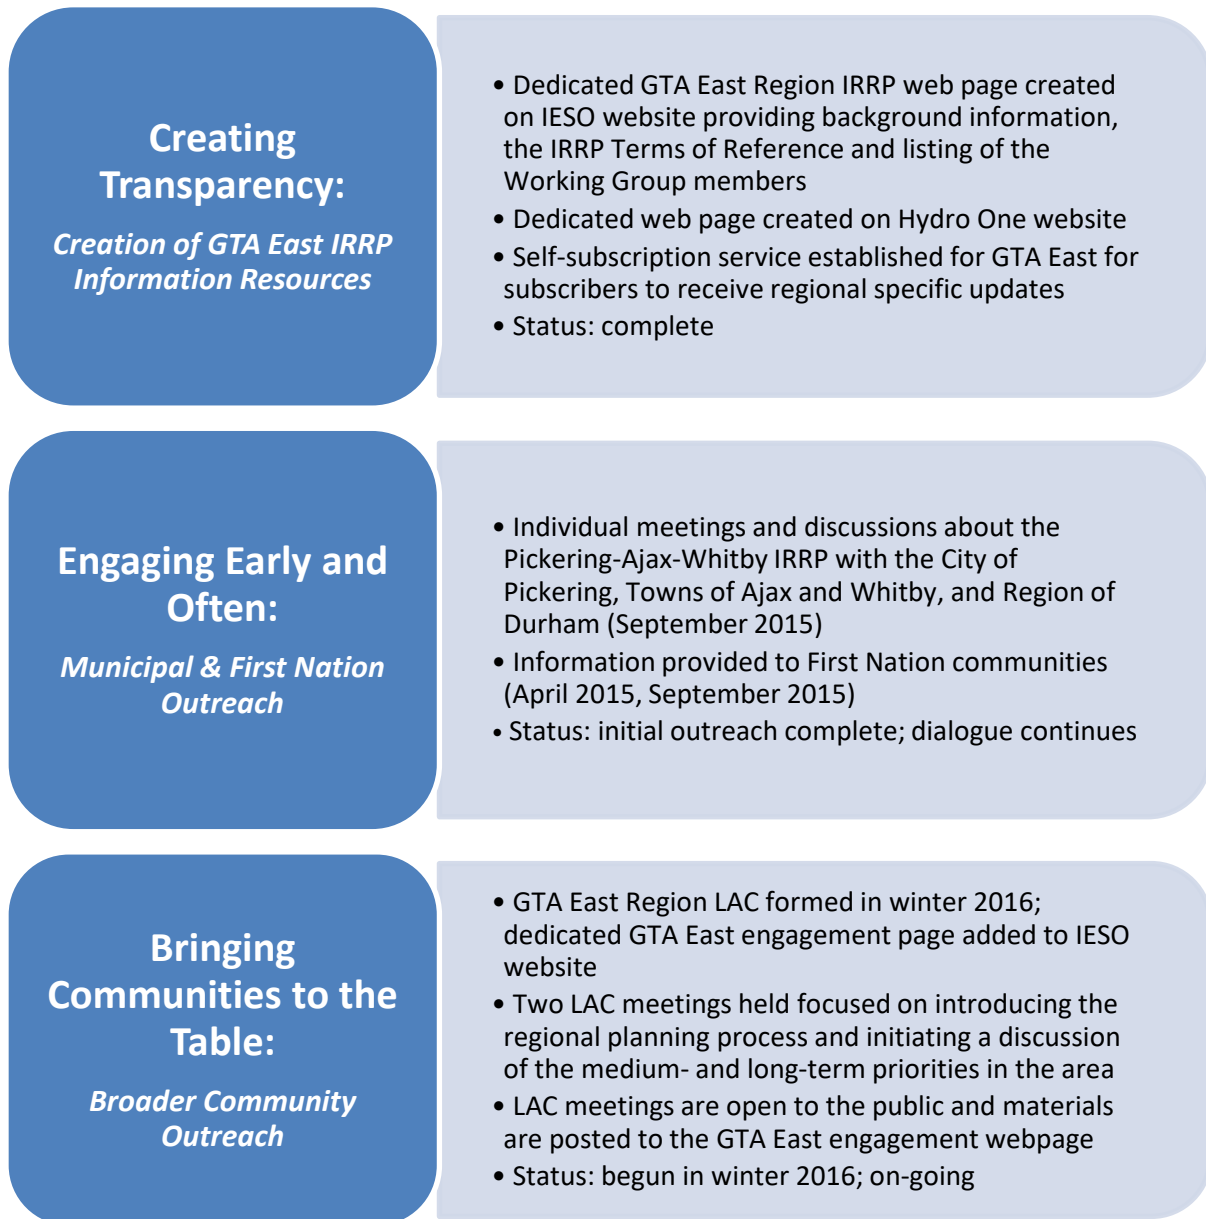 Creating
Transparency:
Creation of GTA East IRRP
Information Resources
• Dedicated GTA East Region IRRP web page created
on IESO website providing background information,
the IRRP Terms of Reference and listing of the
Working Group members
• Dedicated web page created on Hydro One website
• Self-subscription service established for GTA East for
subscribers to receive regional specific updates
• Status: complete
Engaging Early and
Often:
Municipal & First Nation
Outreach
• Individual meetings and discussions about the
Pickering-Ajax-Whitby IRRP with the City of
Pickering, Towns of Ajax and Whitby, and Region of
Durham (September 2015)
• Information provided to First Nation communities
(April 2015, September 2015)
• Status: initial outreach complete; dialogue continues
Bringing
Communities to the
Table:
Broader Community
Outreach
• GTA East Region LAC formed in winter 2016;
dedicated GTA East engagement page added to IESO
website
• Two LAC meetings held focused on introducing the
regional planning process and initiating a discussion
of the medium- and long-term priorities in the area
• LAC meetings are open to the public and materials
are posted to the GTA East engagement webpage
• Status: begun in winter 2016; on-going